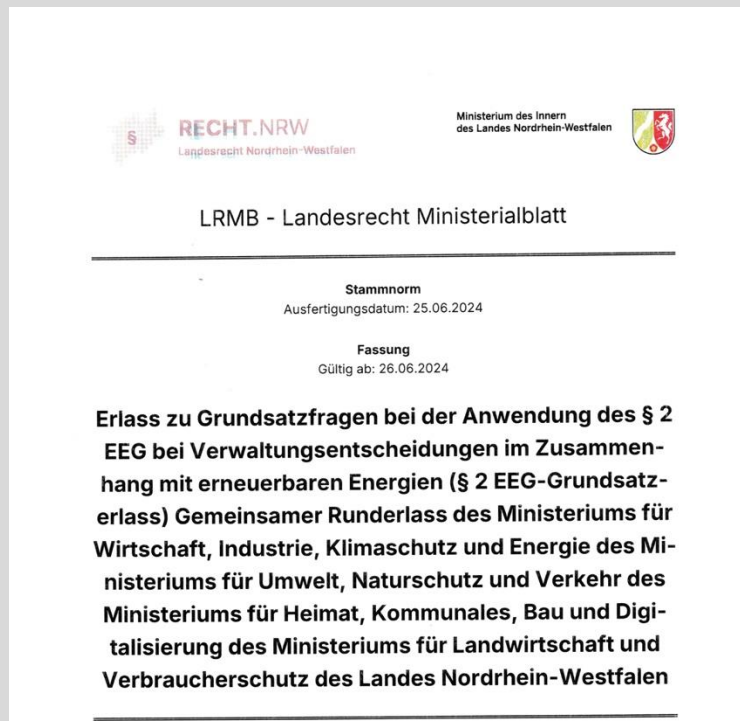 §
RECHT.NRW
Landesrecht Nordrhein-Westfalen
Ministerium des Innern
des Landes Nordrhein-Westfalen
LRMB - Landesrecht Ministerialblatt
Stammnorm
Ausfertigungsdatum: 25.06.2024
Fassung
Gültig ab: 26.06.2024
Erlass zu Grundsatzfragen bei der Anwendung des § 2
EEG bei Verwaltungsentscheidungen im Zusammen-
hang mit erneuerbaren Energien (§ 2 EEG-Grundsatz-
erlass) Gemeinsamer Runderlass des Ministeriums für
Wirtschaft, Industrie, Klimaschutz und Energie des Mi-
nisteriums für Umwelt, Naturschutz und Verkehr des
Ministeriums für Heimat, Kommunales, Bau und Digi-
talisierung des Ministeriums für Landwirtschaft und
Verbraucherschutz des Landes Nordrhein-Westfalen